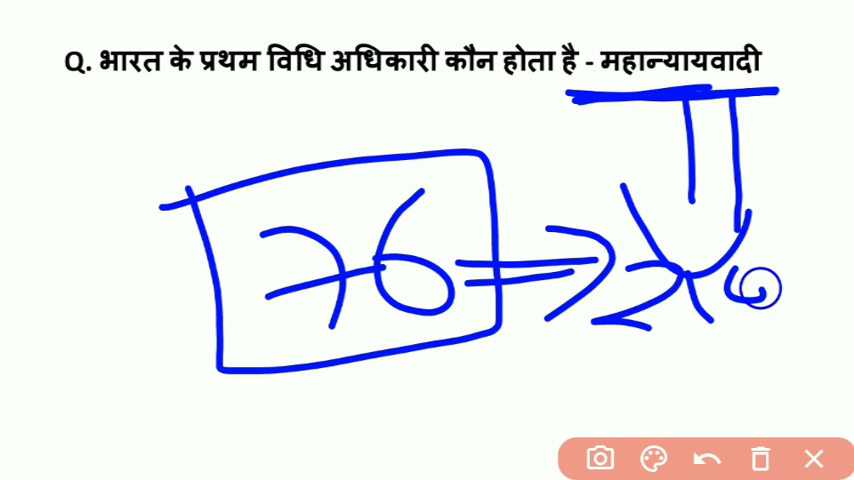 Q. भारत के प्रथम विधि अधिकारी कौन होता है - महान्यायवादी
76